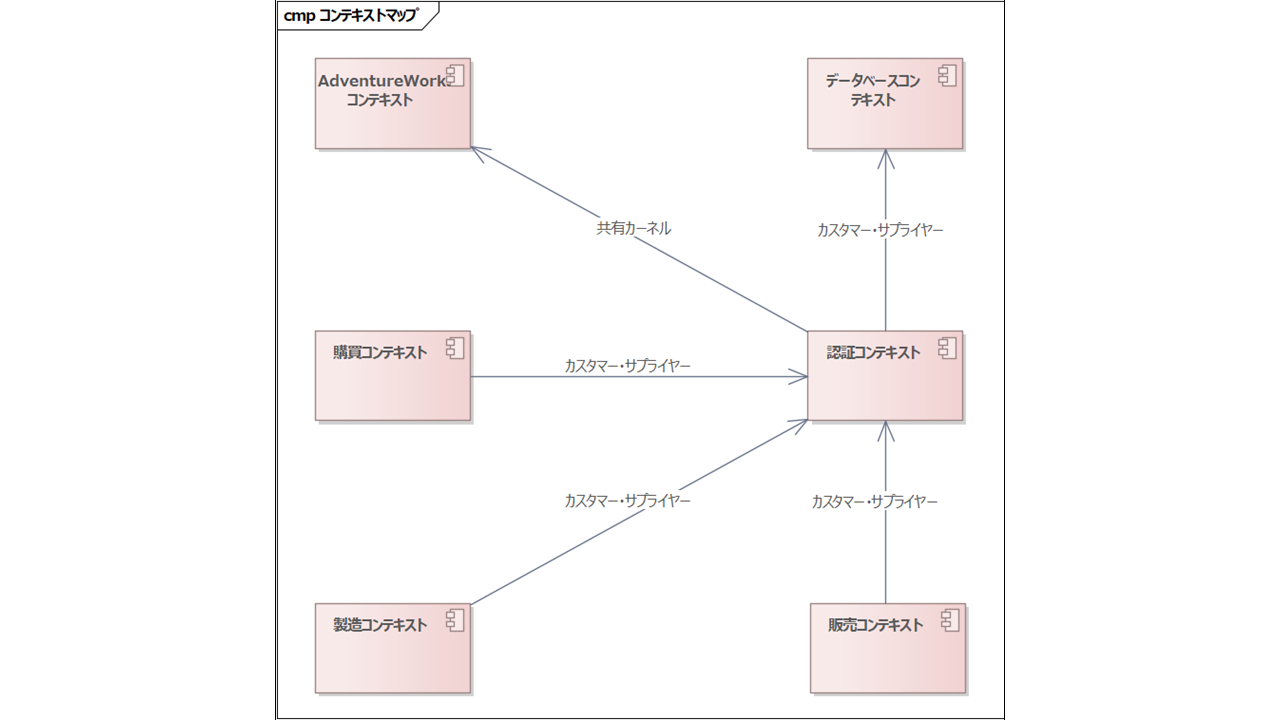 cmp コンテキストマップ
AdventureWorks
コンテキスト
データベースコン
テキスト
共有カーネル
カスタマー・サプライヤー
購買コンテキスト
カスタマー・サプライヤー
認証コンテキスト
カスタマー・サプライヤー
カスタマー・サプライヤー
製造コンテキスト
販売コンテキスト